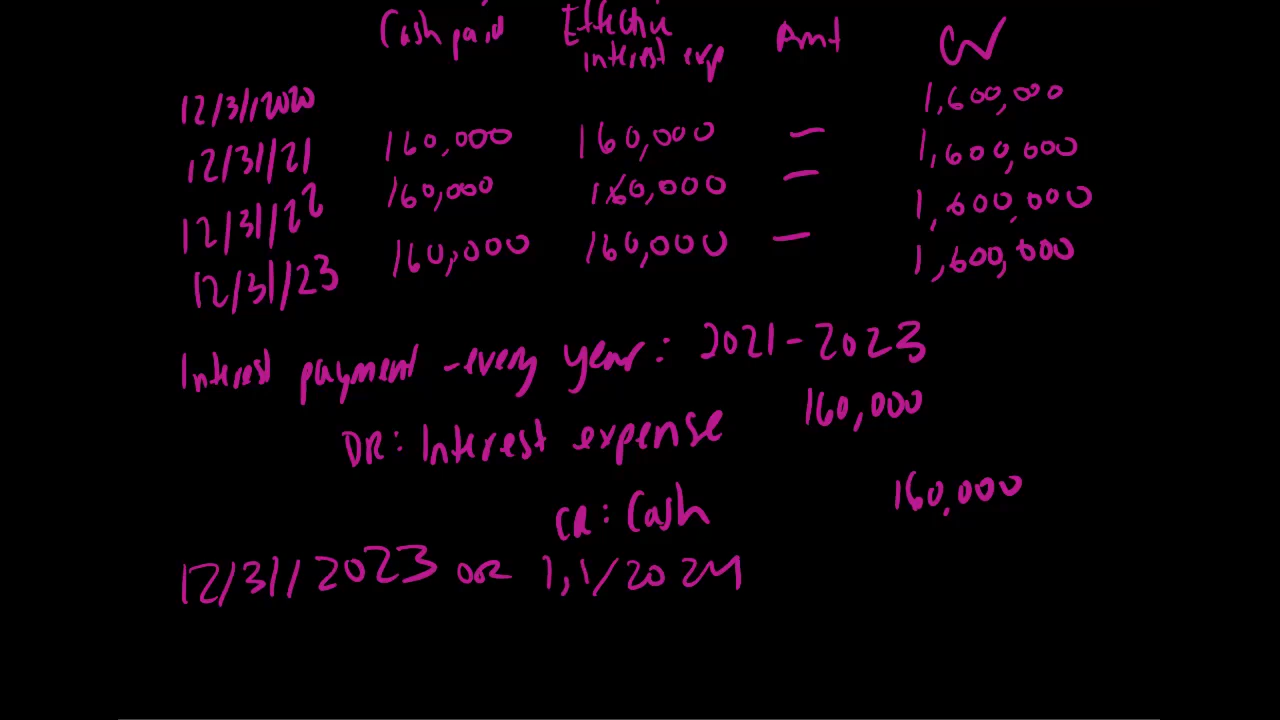 Cash paid Effective interest exp Amt CV
12/31/2020 1,600,000
12/31/21 160,000 160,000 — 1,600,000
12/31/22 160,000 160,000 — 1,600,000
12/31/23 160,000 160,000 — 1,600,000
Interest payment - every year: 2021-2023
DR: Interest expense 160,000
CR: Cash 160,000
12/31/2023 OR 1,1/2024